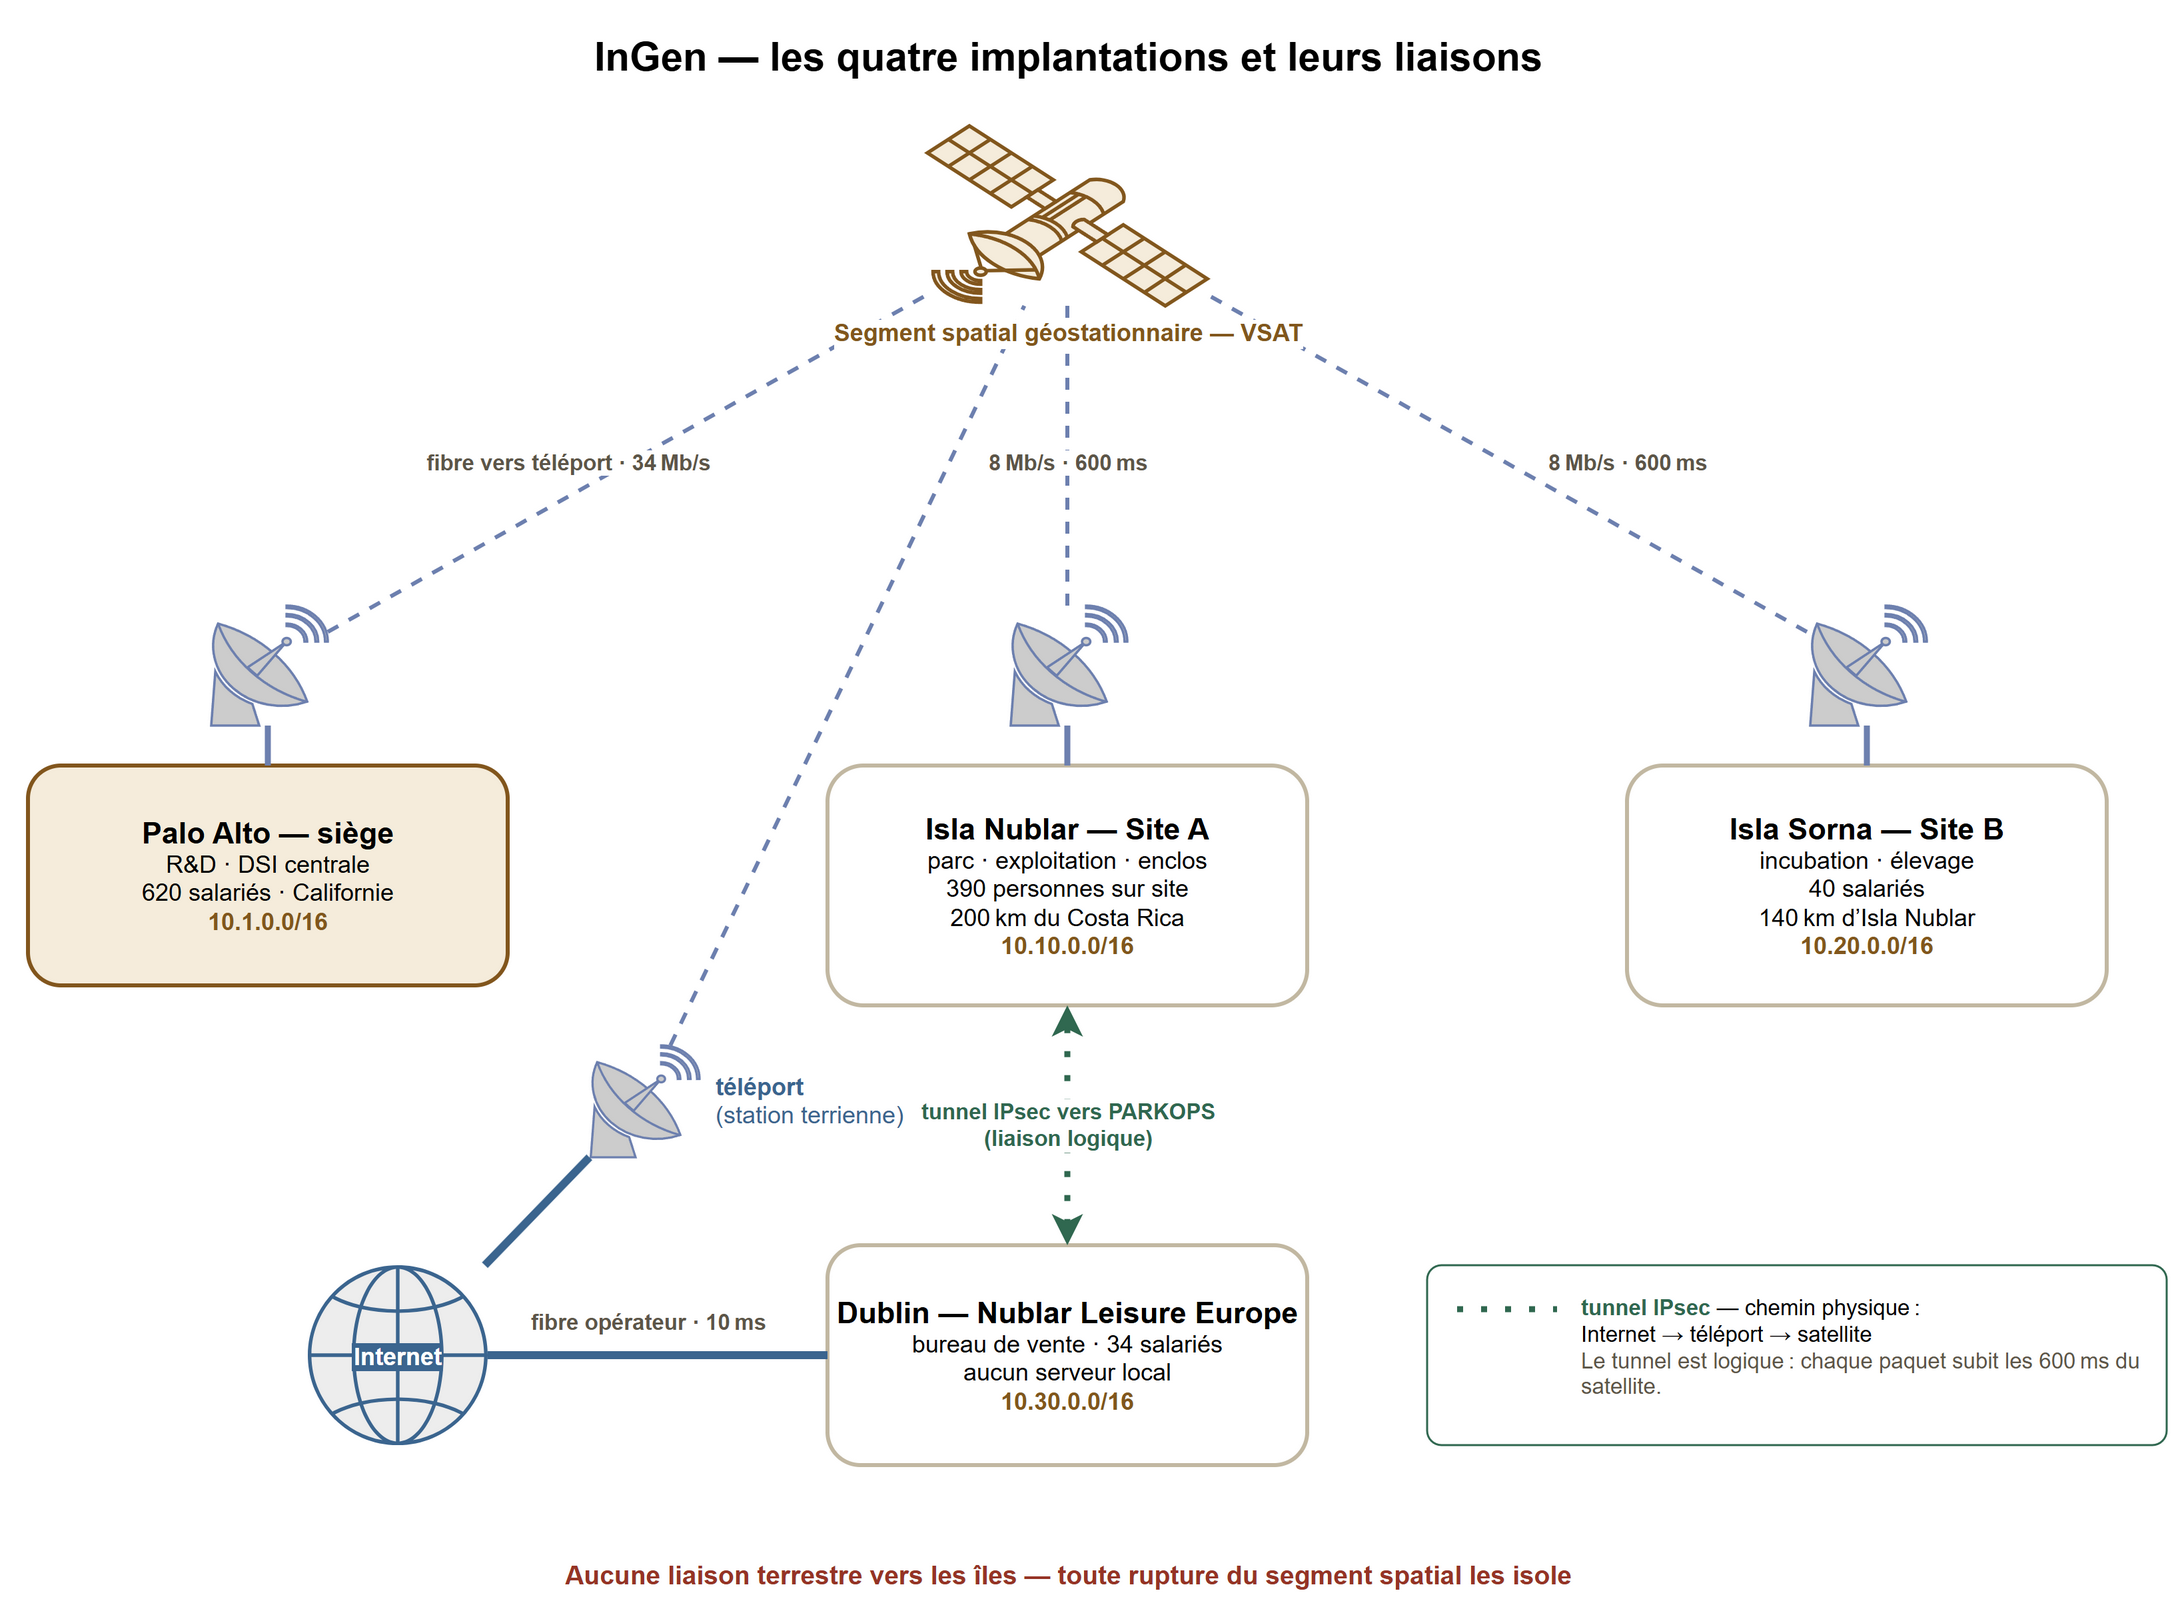 InGen — les quatre implantations et leurs liaisons
Segment spatial géostationnaire — VSAT
fibre vers téléport · 34 Mb/s
8 Mb/s · 600 ms
8 Mb/s · 600 ms
Palo Alto — siège
R&D · DSI centrale
620 salariés · Californie
10.1.0.0/16
Isla Nublar — Site A
parc · exploitation · enclos
390 personnes sur site
200 km du Costa Rica
10.10.0.0/16
Isla Sorna — Site B
incubation · élevage
40 salariés
140 km d’Isla Nublar
10.20.0.0/16
téléport
(station terrienne)
tunnel IPsec vers PARKOPS
(liaison logique)
Internet
fibre opérateur · 10 ms
Dublin — Nublar Leisure Europe
bureau de vente · 34 salariés
aucun serveur local
10.30.0.0/16
tunnel IPsec — chemin physique :
Internet → téléport → satellite
Le tunnel est logique : chaque paquet subit les 600 ms du
satellite.
Aucune liaison terrestre vers les îles — toute rupture du segment spatial les isole